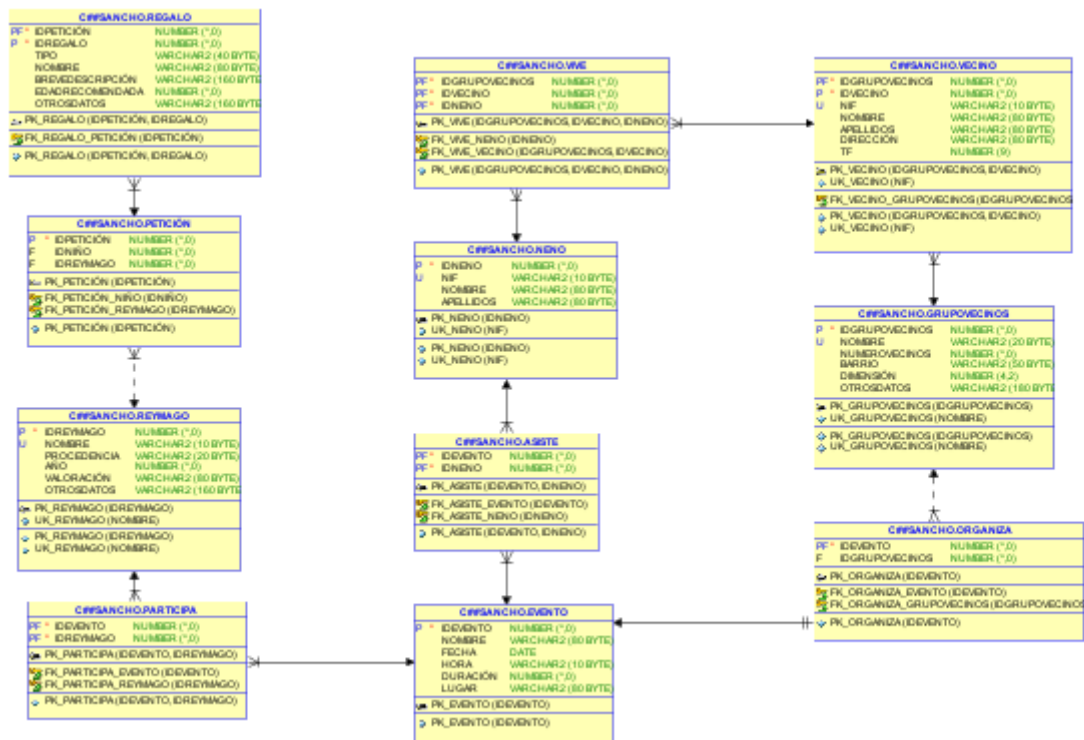 C##SANCHO.REGALO
PF * IDPETICIÓN NUMBER (*,0)
P * IDREGALO NUMBER (*,0)
TIPO VARCHAR2 (40 BYTE)
NOMBRE VARCHAR2 (80 BYTE)
BREVEDESCRIPCIÓN VARCHAR2 (160 BYTE
EDADRECOMENDADA NUMBER (*,0)
OTROSDATOS VARCHAR2 (160 BYTE
PK_REGALO (IDPETICIÓN, IDREGALO)
FK_REGALO_PETICIÓN (IDPETICIÓN)
PK_REGALO (IDPETICIÓN, IDREGALO)
C##SANCHO.PETICIÓN
P * IDPETICIÓN NUMBER (*,0)
F IDNIÑO NUMBER (*,0)
F IDREYMAGO NUMBER (*,0)
PK_PETICIÓN (IDPETICIÓN)
FK_PETICIÓN_NIÑO (IDNIÑO)
FK_PETICIÓN_REYMAGO (IDREYMAGO)
PK_PETICIÓN (IDPETICIÓN)
C##SANCHO.REYMAGO
P * IDREYMAGO NUMBER (*,0)
U NOMBRE VARCHAR2 (10 BYTE)
PROCEDENCIA VARCHAR2 (20 BYTE)
AÑO NUMBER (*,0)
VALORACIÓN VARCHAR2 (80 BYTE)
OTROSDATOS VARCHAR2 (160 BYTE
PK_REYMAGO (IDREYMAGO)
UK_REYMAGO (NOMBRE)
PK_REYMAGO (IDREYMAGO)
UK_REYMAGO (NOMBRE)
C##SANCHO.PARTICIPA
PF * IDEVENTO NUMBER (*,0)
PF * IDREYMAGO NUMBER (*,0)
PK_PARTICIPA (IDEVENTO, IDREYMAGO)
FK_PARTICIPA_EVENTO (IDEVENTO)
FK_PARTICIPA_REYMAGO (IDREYMAGO)
PK_PARTICIPA (IDEVENTO, IDREYMAGO)
C##SANCHO.VIVE
PF * IDGRUPOVECINOS NUMBER (*,0)
PF * IDVECINO NUMBER (*,0)
PF * IDNENO NUMBER (*,0)
PK_VIVE (IDGRUPOVECINOS, IDVECINO, IDNENO)
FK_VIVE_NENO (IDNENO)
FK_VIVE_VECINO (IDGRUPOVECINOS, IDVECINO)
PK_VIVE (IDGRUPOVECINOS, IDVECINO, IDNENO)
C##SANCHO.NENO
P * IDNENO NUMBER (*,0)
U NIF VARCHAR2 (10 BYTE)
NOMBRE VARCHAR2 (80 BYTE)
APELLIDOS VARCHAR2 (80 BYTE)
PK_NENO (IDNENO)
UK_NENO (NIF)
PK_NENO (IDNENO)
UK_NENO (NIF)
C##SANCHO.ASISTE
PF * IDEVENTO NUMBER (*,0)
PF * IDNENO NUMBER (*,0)
PK_ASISTE (IDEVENTO, IDNENO)
FK_ASISTE_EVENTO (IDEVENTO)
FK_ASISTE_NENO (IDNENO)
PK_ASISTE (IDEVENTO, IDNENO)
C##SANCHO.EVENTO
P * IDEVENTO NUMBER (*,0)
NOMBRE VARCHAR2 (80 BYTE)
FECHA DATE
HORA VARCHAR2 (10 BYTE)
DURACIÓN NUMBER (*,0)
LUGAR VARCHAR2 (80 BYTE)
PK_EVENTO (IDEVENTO)
PK_EVENTO (IDEVENTO)
C##SANCHO.VECINO
PF * IDGRUPOVECINOS NUMBER (*,0)
P * IDVECINO NUMBER (*,0)
U NIF VARCHAR2 (10 BYTE)
NOMBRE VARCHAR2 (80 BYTE)
APELLIDOS VARCHAR2 (80 BYTE)
DIRECCIÓN VARCHAR2 (80 BYTE)
TF NUMBER (9)
PK_VECINO (IDGRUPOVECINOS, IDVECINO)
UK_VECINO (NIF)
FK_VECINO_GRUPOVECINOS (IDGRUPOVECINOS
PK_VECINO (IDGRUPOVECINOS, IDVECINO)
UK_VECINO (NIF)
C##SANCHO.GRUPOVECINOS
P * IDGRUPOVECINOS NUMBER (*,0)
U NOMBRE VARCHAR2 (20 BYTE
NUMEROVECINOS NUMBER (*,0)
BARRIO VARCHAR2 (50 BYTE
DIMENSIÓN NUMBER (4,2)
OTROSDATOS VARCHAR2 (180 BYT
PK_GRUPOVECINOS (IDGRUPOVECINOS)
UK_GRUPOVECINOS (NOMBRE)
PK_GRUPOVECINOS (IDGRUPOVECINOS)
UK_GRUPOVECINOS (NOMBRE)
C##SANCHO.ORGANIZA
PF * IDEVENTO NUMBER (*,0)
F IDGRUPOVECINOS NUMBER (*,0)
PK_ORGANIZA (IDEVENTO)
FK_ORGANIZA_EVENTO (IDEVENTO)
FK_ORGANIZA_GRUPOVECINOS (IDGRUPOVECINOS
PK_ORGANIZA (IDEVENTO)